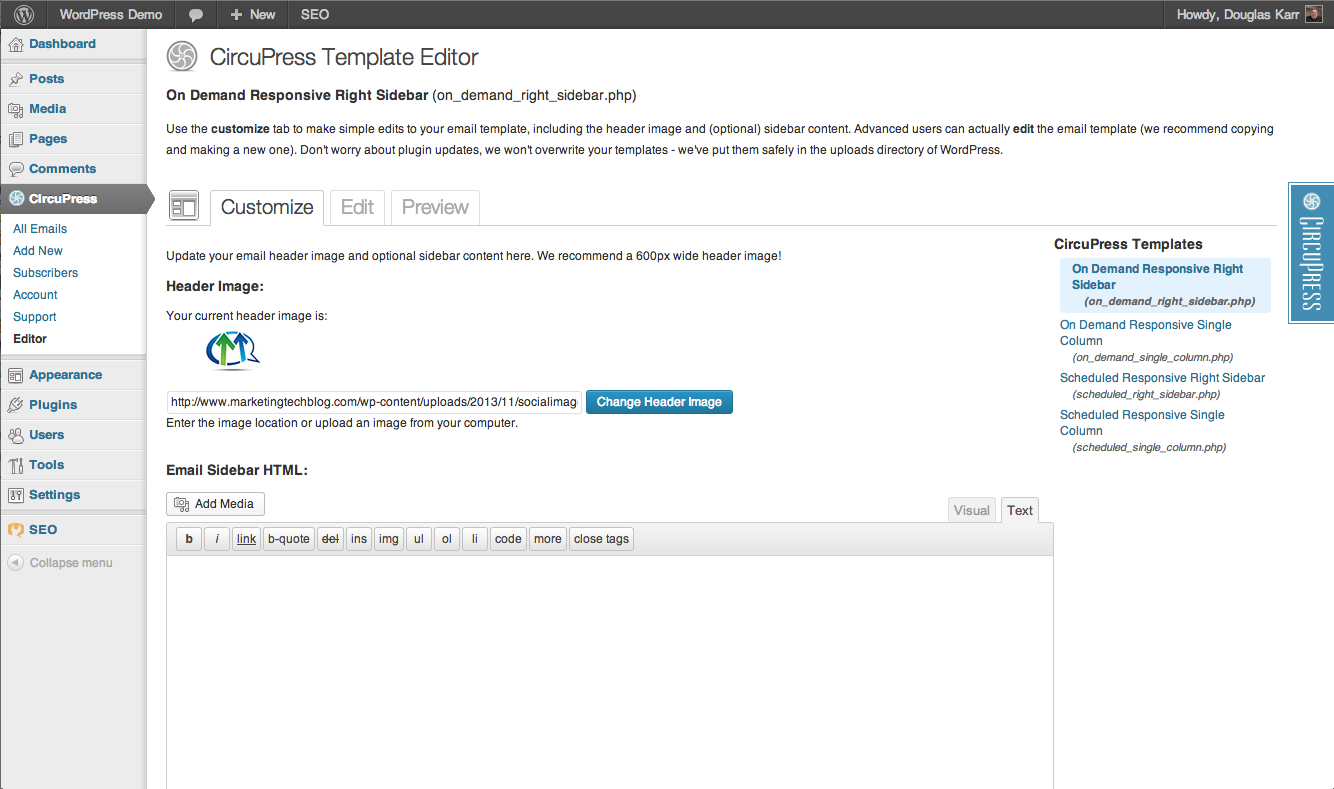 WordPress Demo
New
SEO
Howdy, Douglas Karr
Dashboard
Posts
Media
Pages
Comments
CircuPress
All Emails
Add New
Subscribers
Account
Support
Editor
Appearance
Plugins
Users
Tools
Settings
SEO
Collapse menu
CircuPress Template Editor
On Demand Responsive Right Sidebar (on_demand_right_sidebar.php)
Use the customize tab to make simple edits to your email template, including the header image and (optional) sidebar content. Advanced users can actually edit the email template (we recommend copying
and making a new one). Don't worry about plugin updates, we won't overwrite your templates - we've put them safely in the uploads directory of WordPress.
Customize
Edit
Preview
Update your email header image and optional sidebar content here. We recommend a 600px wide header image!
Header Image:
Your current header image is:
http://www.marketingtechblog.com/wp-content/uploads/2013/11/socialimag
Change Header Image
Enter the image location or upload an image from your computer.
Email Sidebar HTML:
Add Media
Visual
Text
b
i
link
b-quote
del
ins
img
ul
ol
li
code
more
close tags
CircuPress Templates
On Demand Responsive Right
Sidebar
(on_demand_right_sidebar.php)
On Demand Responsive Single
Column
(on_demand_single_column.php)
Scheduled Responsive Right Sidebar
(scheduled_right_sidebar.php)
Scheduled Responsive Single
Column
(scheduled_single_column.php)
CIRCUPRESS